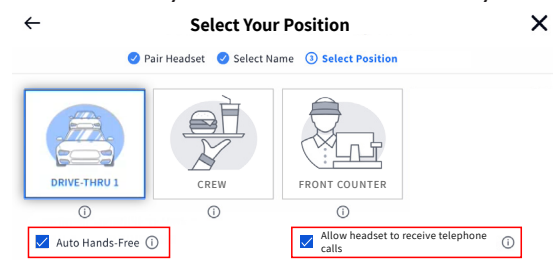 Select Your Position
Pair Headset Select Name 3 Select Position
DRIVE-THRU 1 CREW FRONT COUNTER
Auto Hands-Free Allow headset to receive telephone
calls